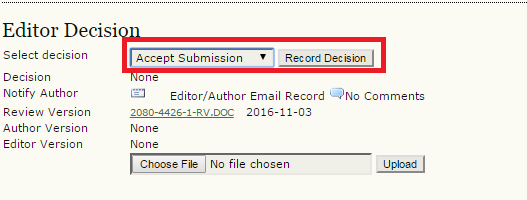 Editor Decision
Select decision Accept Submission Record Decision
Decision None
Notify Author Editor/Author Email Record No Comments
Review Version 2080-4426-1-RV.DOC 2016-11-03
Author Version None
Editor Version None
Choose File No file chosen Upload